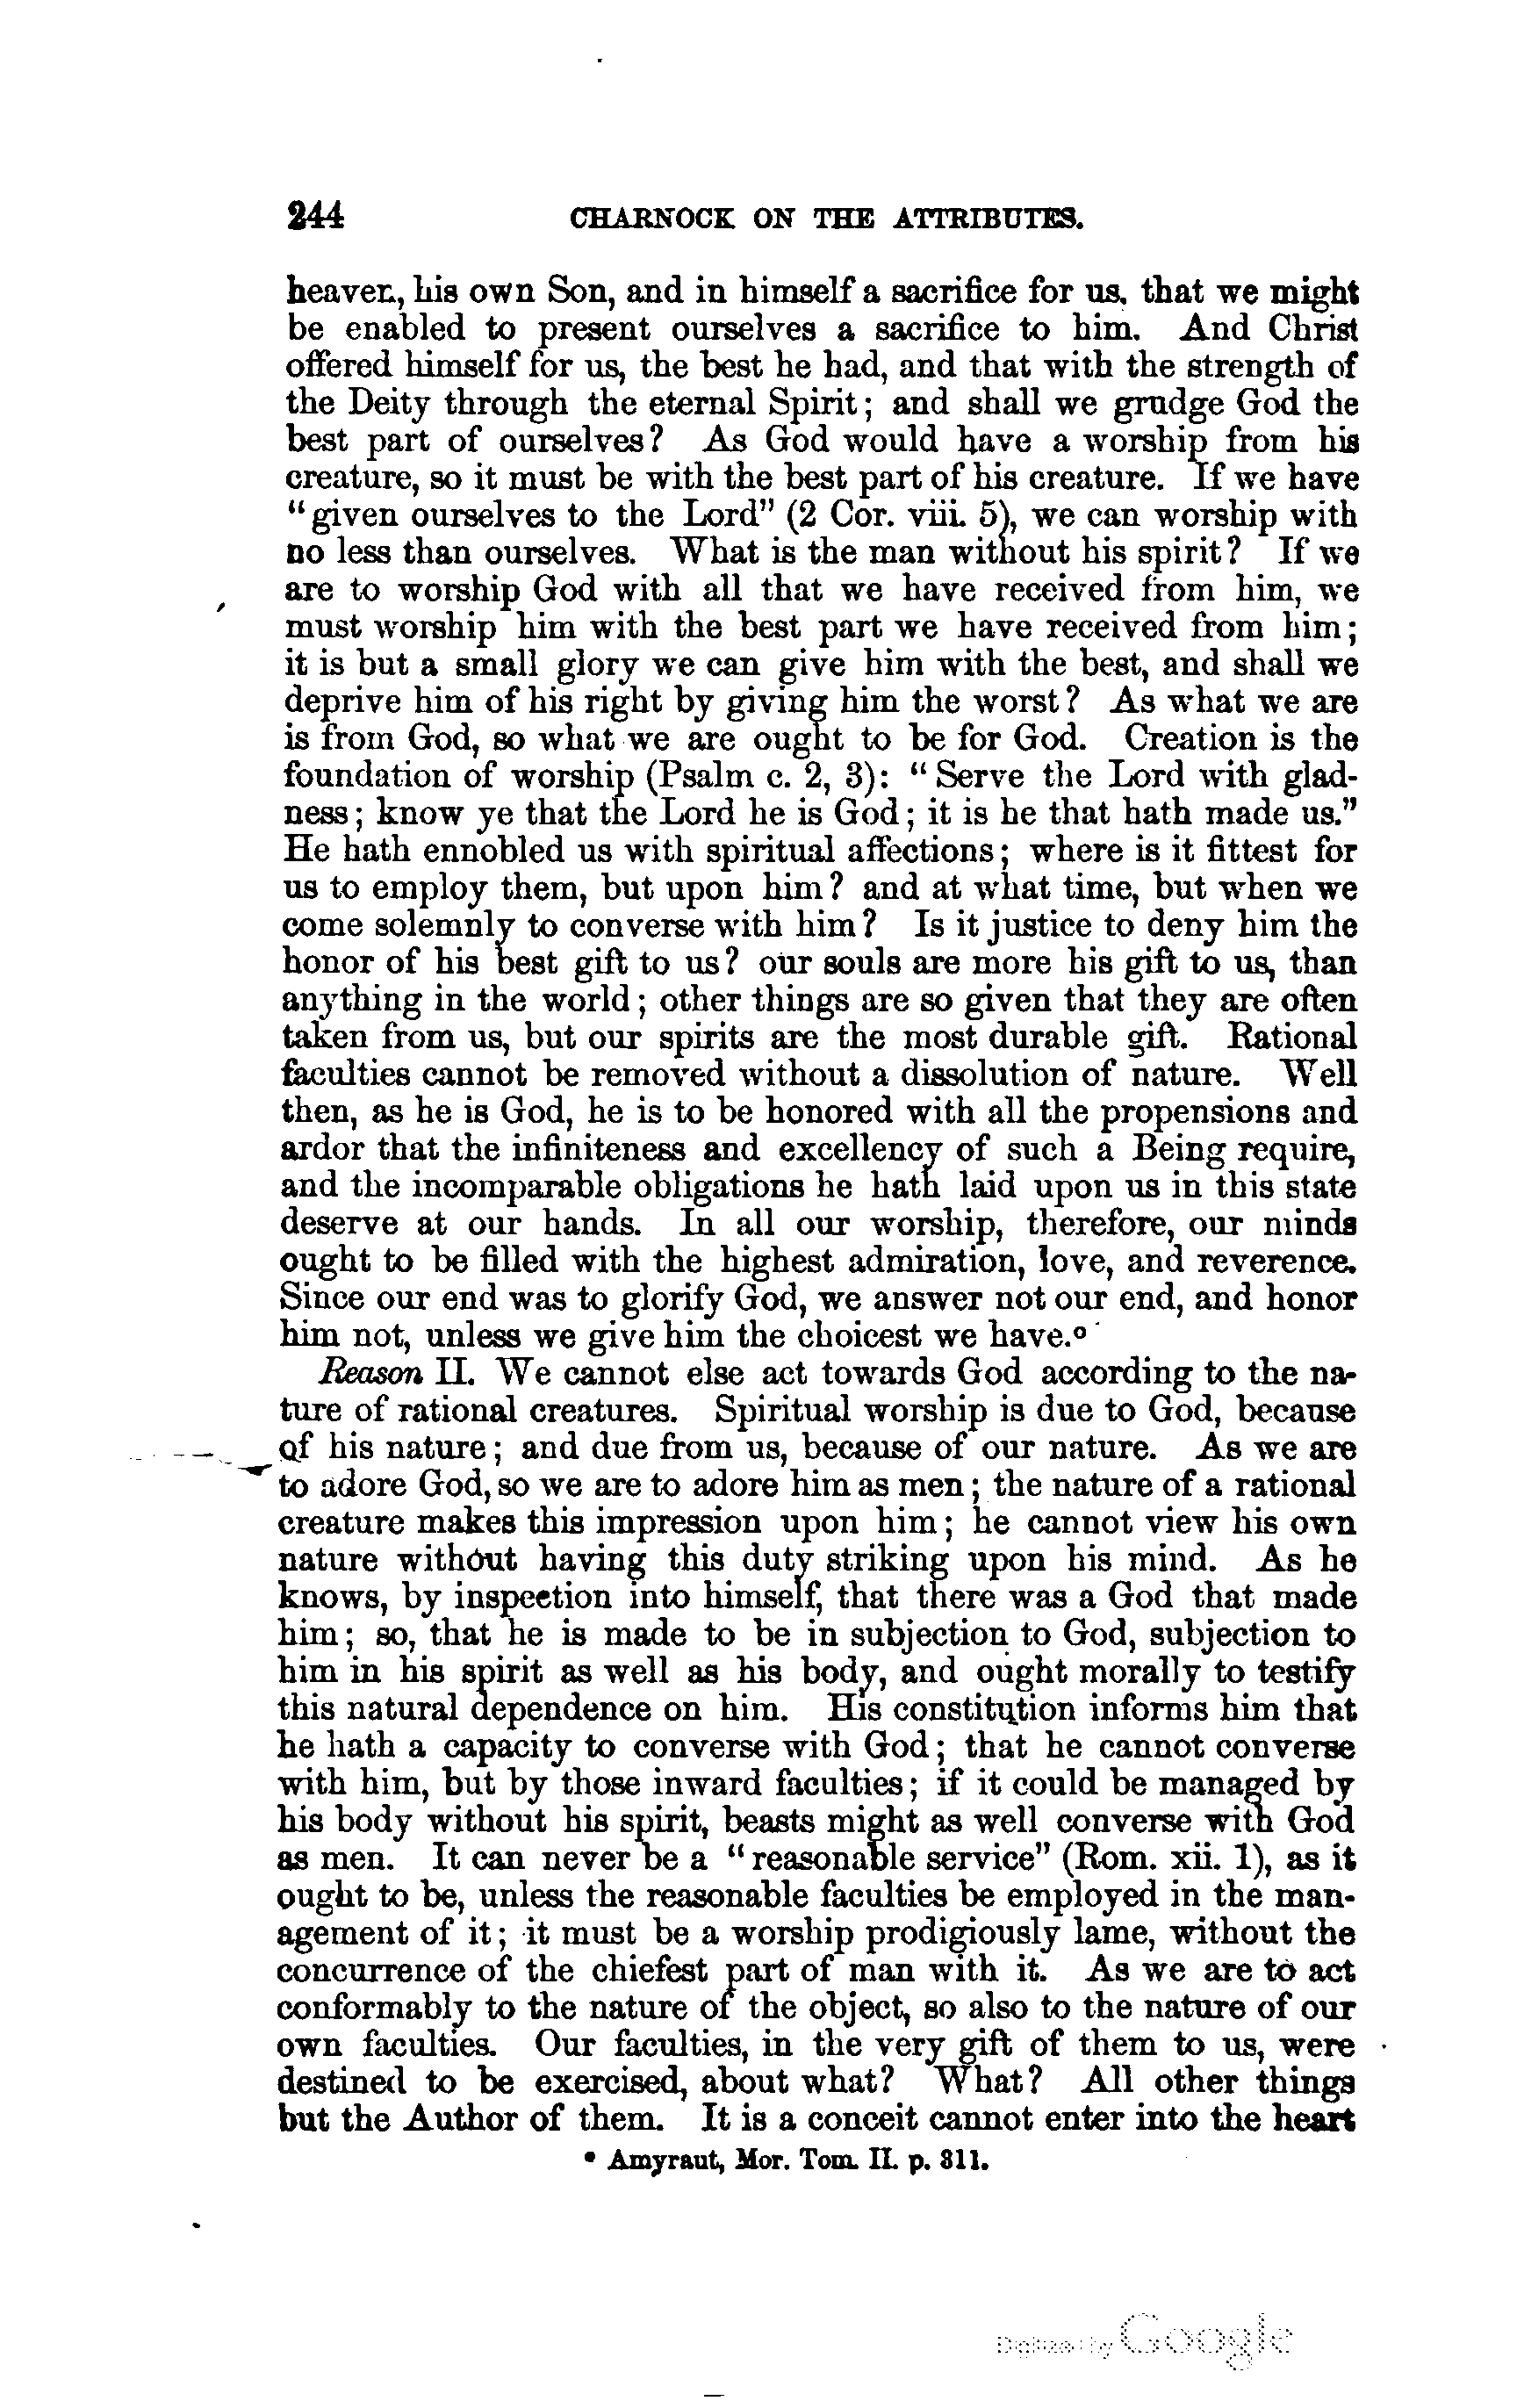 244 CHARNOCK ON THE ATTRIBUTES.
heaven, his own Son, and in himself a sacrifice for us, that we might
be enabled to present ourselves a sacrifice to him. And Christ
offered himself for us, the best he had, and that with the strength of
the Deity through the eternal Spirit; and shall we grudge God the
best part of ourselves? As God would have a worship from his
creature, so it must be with the best part of his creature. If we have
“given ourselves to the Lord” (2 Cor. viii. 5), we can worship with
no less than ourselves. What is the man without his spirit? If we
are to worship God with all that we have received from him, we
must worship him with the best part we have received from him;
it is but a small glory we can give him with the best, and shall we
deprive him of his right by giving him the worst? As what we are
is from God, so what we are ought to be for God. Creation is the
foundation of worship (Psalm c. 2, 3): “Serve the Lord with glad-
ness; know ye that the Lord he is God; it is he that hath made us.”
He hath ennobled us with spiritual affections; where is it fittest for
us to employ them, but upon him? and at what time, but when we
come solemnly to converse with him? Is it justice to deny him the
honor of his best gift to us? our souls are more his gift to us, than
anything in the world; other things are so given that they are often
taken from us, but our spirits are the most durable gift. Rational
faculties cannot be removed without a dissolution of nature. Well
then, as he is God, he is to be honored with all the propensions and
ardor that the infiniteness and excellency of such a Being require,
and the incomparable obligations he hath laid upon us in this state
deserve at our hands. In all our worship, therefore, our minds
ought to be filled with the highest admiration, love, and reverence.
Since our end was to glorify God, we answer not our end, and honor
him not, unless we give him the choicest we have.º
Reason II. We cannot else act towards God according to the na-
ture of rational creatures. Spiritual worship is due to God, because
of his nature; and due from us, because of our nature. As we are
to adore God, so we are to adore him as men; the nature of a rational
creature makes this impression upon him; he cannot view his own
nature without having this duty striking upon his mind. As he
knows, by inspection into himself, that there was a God that made
him; so, that he is made to be in subjection to God, subjection to
him in his spirit as well as his body, and ought morally to testify
this natural dependence on him. His constitution informs him that
he hath a capacity to converse with God; that he cannot converse
with him, but by those inward faculties; if it could be managed by
his body without his spirit, beasts might as well converse with God
as men. It can never be a “reasonable service” (Rom. xii. 1), as it
ought to be, unless the reasonable faculties be employed in the man-
agement of it; it must be a worship prodigiously lame, without the
concurrence of the chiefest part of man with it. As we are to act
conformably to the nature of the object, so also to the nature of our
own faculties. Our faculties, in the very gift of them to us, were
destined to be exercised, about what? What? All other things
but the Author of them. It is a conceit cannot enter into the heart
º Amyraut, Mor. Tom. II. p. 311.
Digitized by Google